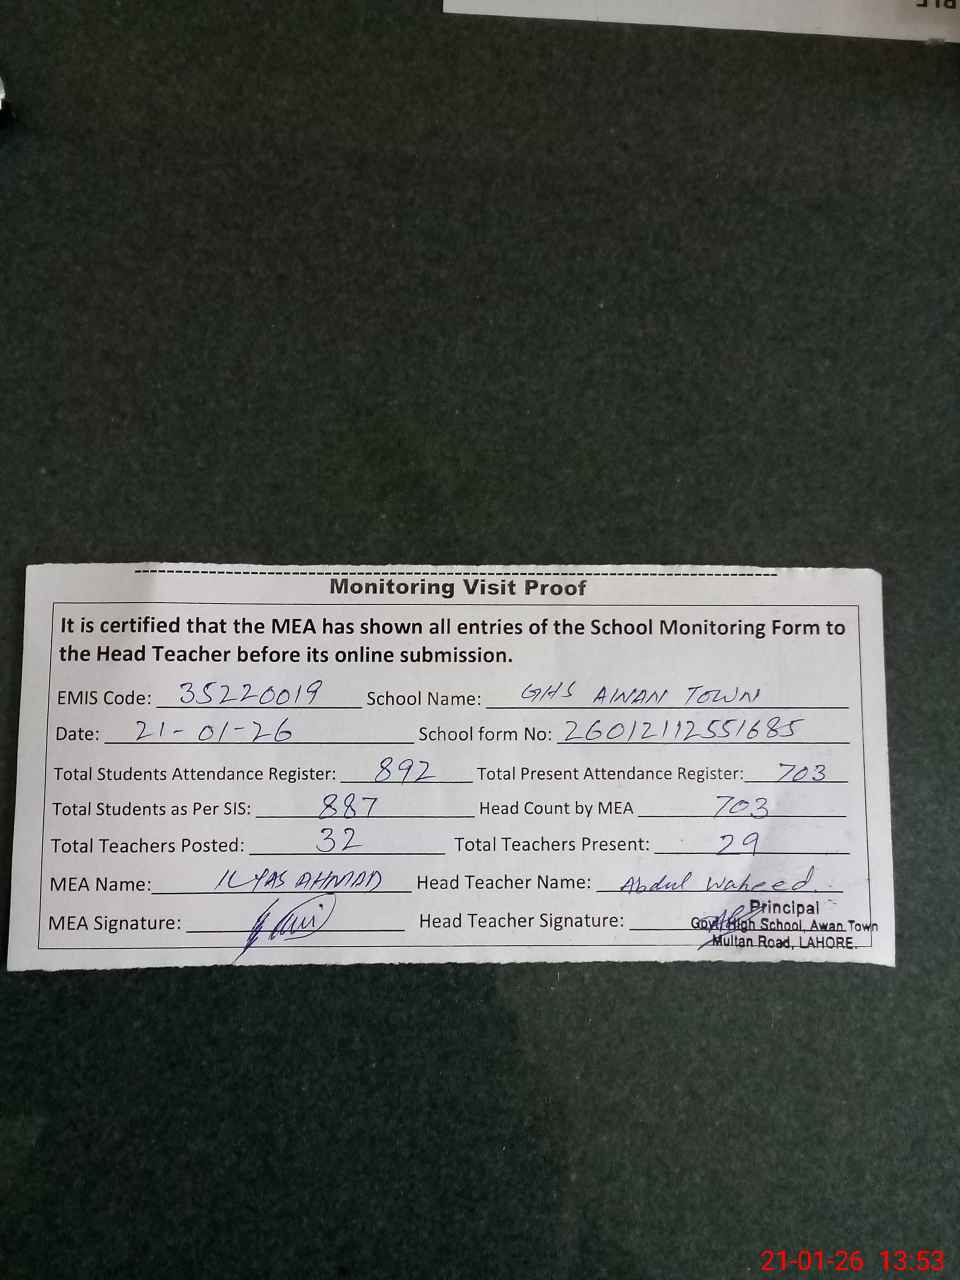 Monitoring Visit Proof
It is certified that the MEA has shown all entries of the School Monitoring Form to
the Head Teacher before its online submission.
EMIS Code: 35220019 School Name: GHS AWAN TOWN
Date: 21-01-26 School form No: 26012112551685
Total Students Attendance Register: 892 Total Present Attendance Register: 703
Total Students as Per SIS: 887 Head Count by MEA 703
Total Teachers Posted: 32 Total Teachers Present: 29
MEA Name: ILYAS AHMAD Head Teacher Name: Abdul Waheed
MEA Signature: Head Teacher Signature:
Principal
Govt. High School, Awan Town
Multan Road, LAHORE.
21-01-26 13:53